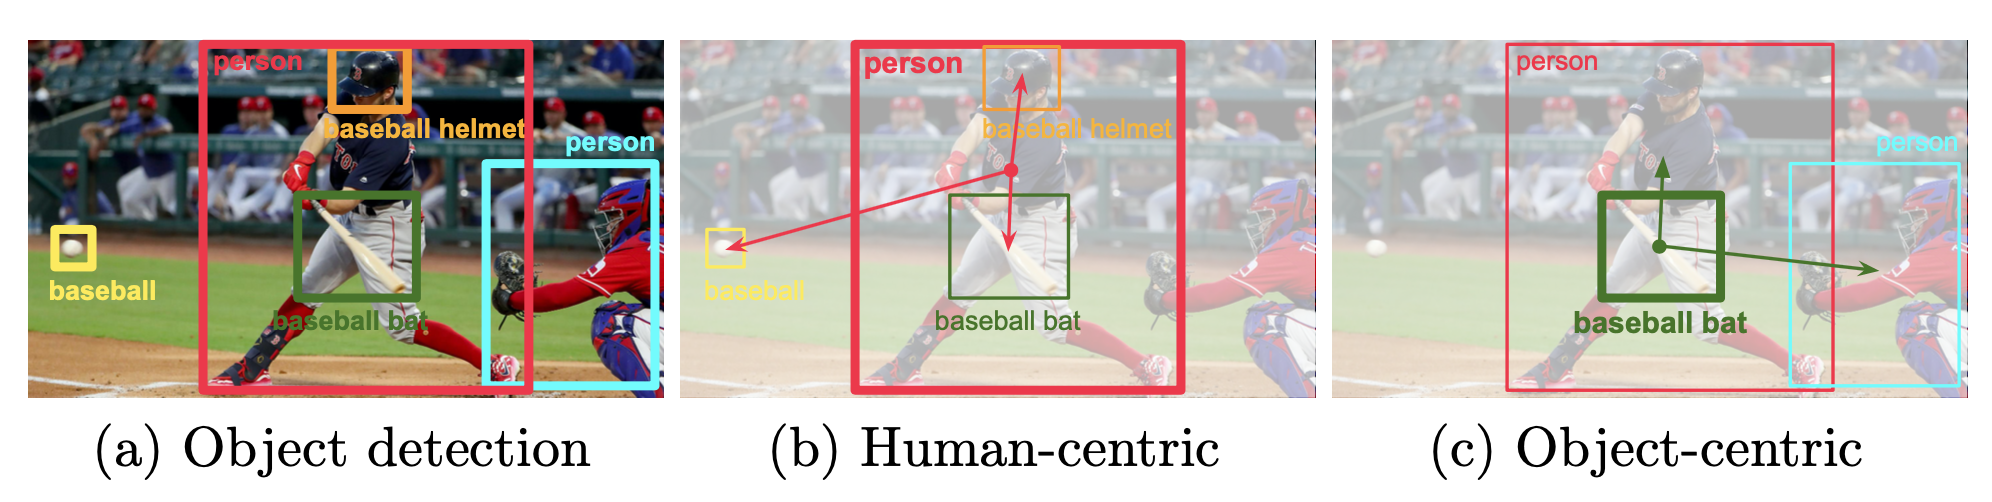 person
baseball helmet
person
baseball
baseball bat
person
baseball helmet
baseball
baseball bat
person
person
baseball bat
(a) Object detection
(b) Human-centric
(c) Object-centric